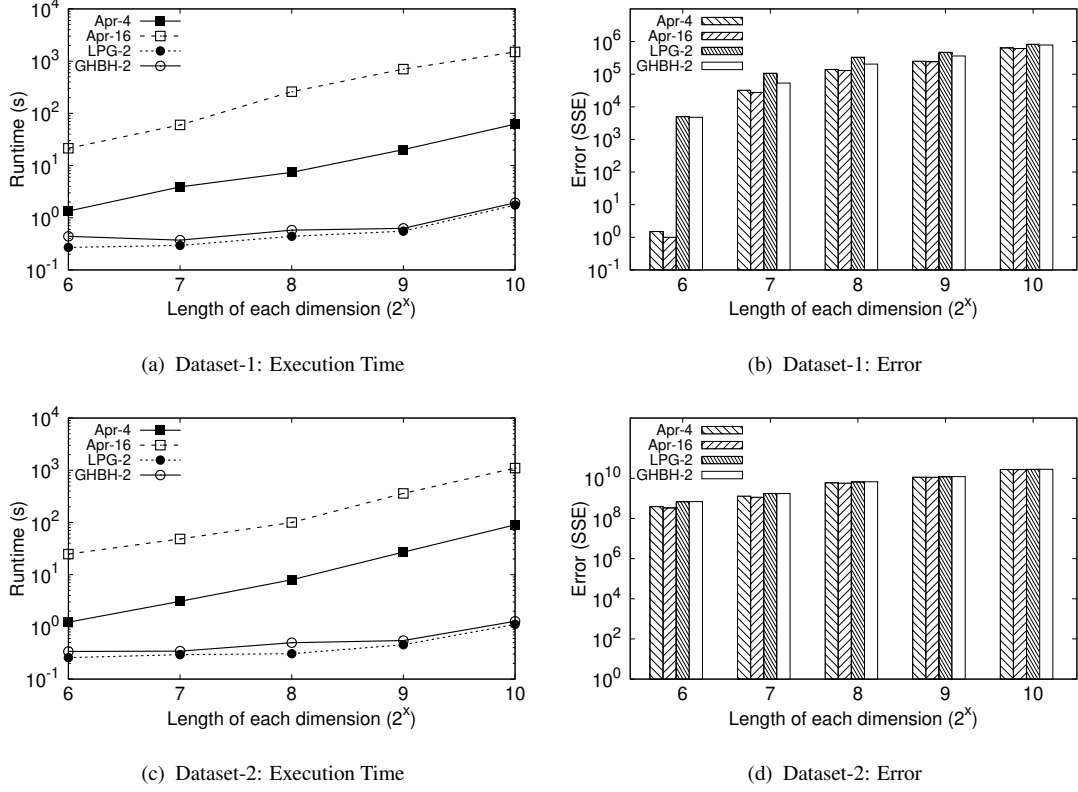 10^4
10^3
10^2
10^1
10^0
10^-1
Runtime (s)
Apr-4
Apr-16
LPG-2
GHBH-2
6 7 8 9 10
Length of each dimension (2^x)
(a) Dataset-1: Execution Time
10^6
10^5
10^4
10^3
10^2
10^1
10^0
10^-1
Error (SSE)
Apr-4
Apr-16
LPG-2
GHBH-2
6 7 8 9 10
Length of each dimension (2^x)
(b) Dataset-1: Error
10^4
10^3
10^2
10^1
10^0
10^-1
Runtime (s)
Apr-4
Apr-16
LPG-2
GHBH-2
6 7 8 9 10
Length of each dimension (2^x)
(c) Dataset-2: Execution Time
10^10
10^8
10^6
10^4
10^2
10^0
Error (SSE)
Apr-4
Apr-16
LPG-2
GHBH-2
6 7 8 9 10
Length of each dimension (2^x)
(d) Dataset-2: Error